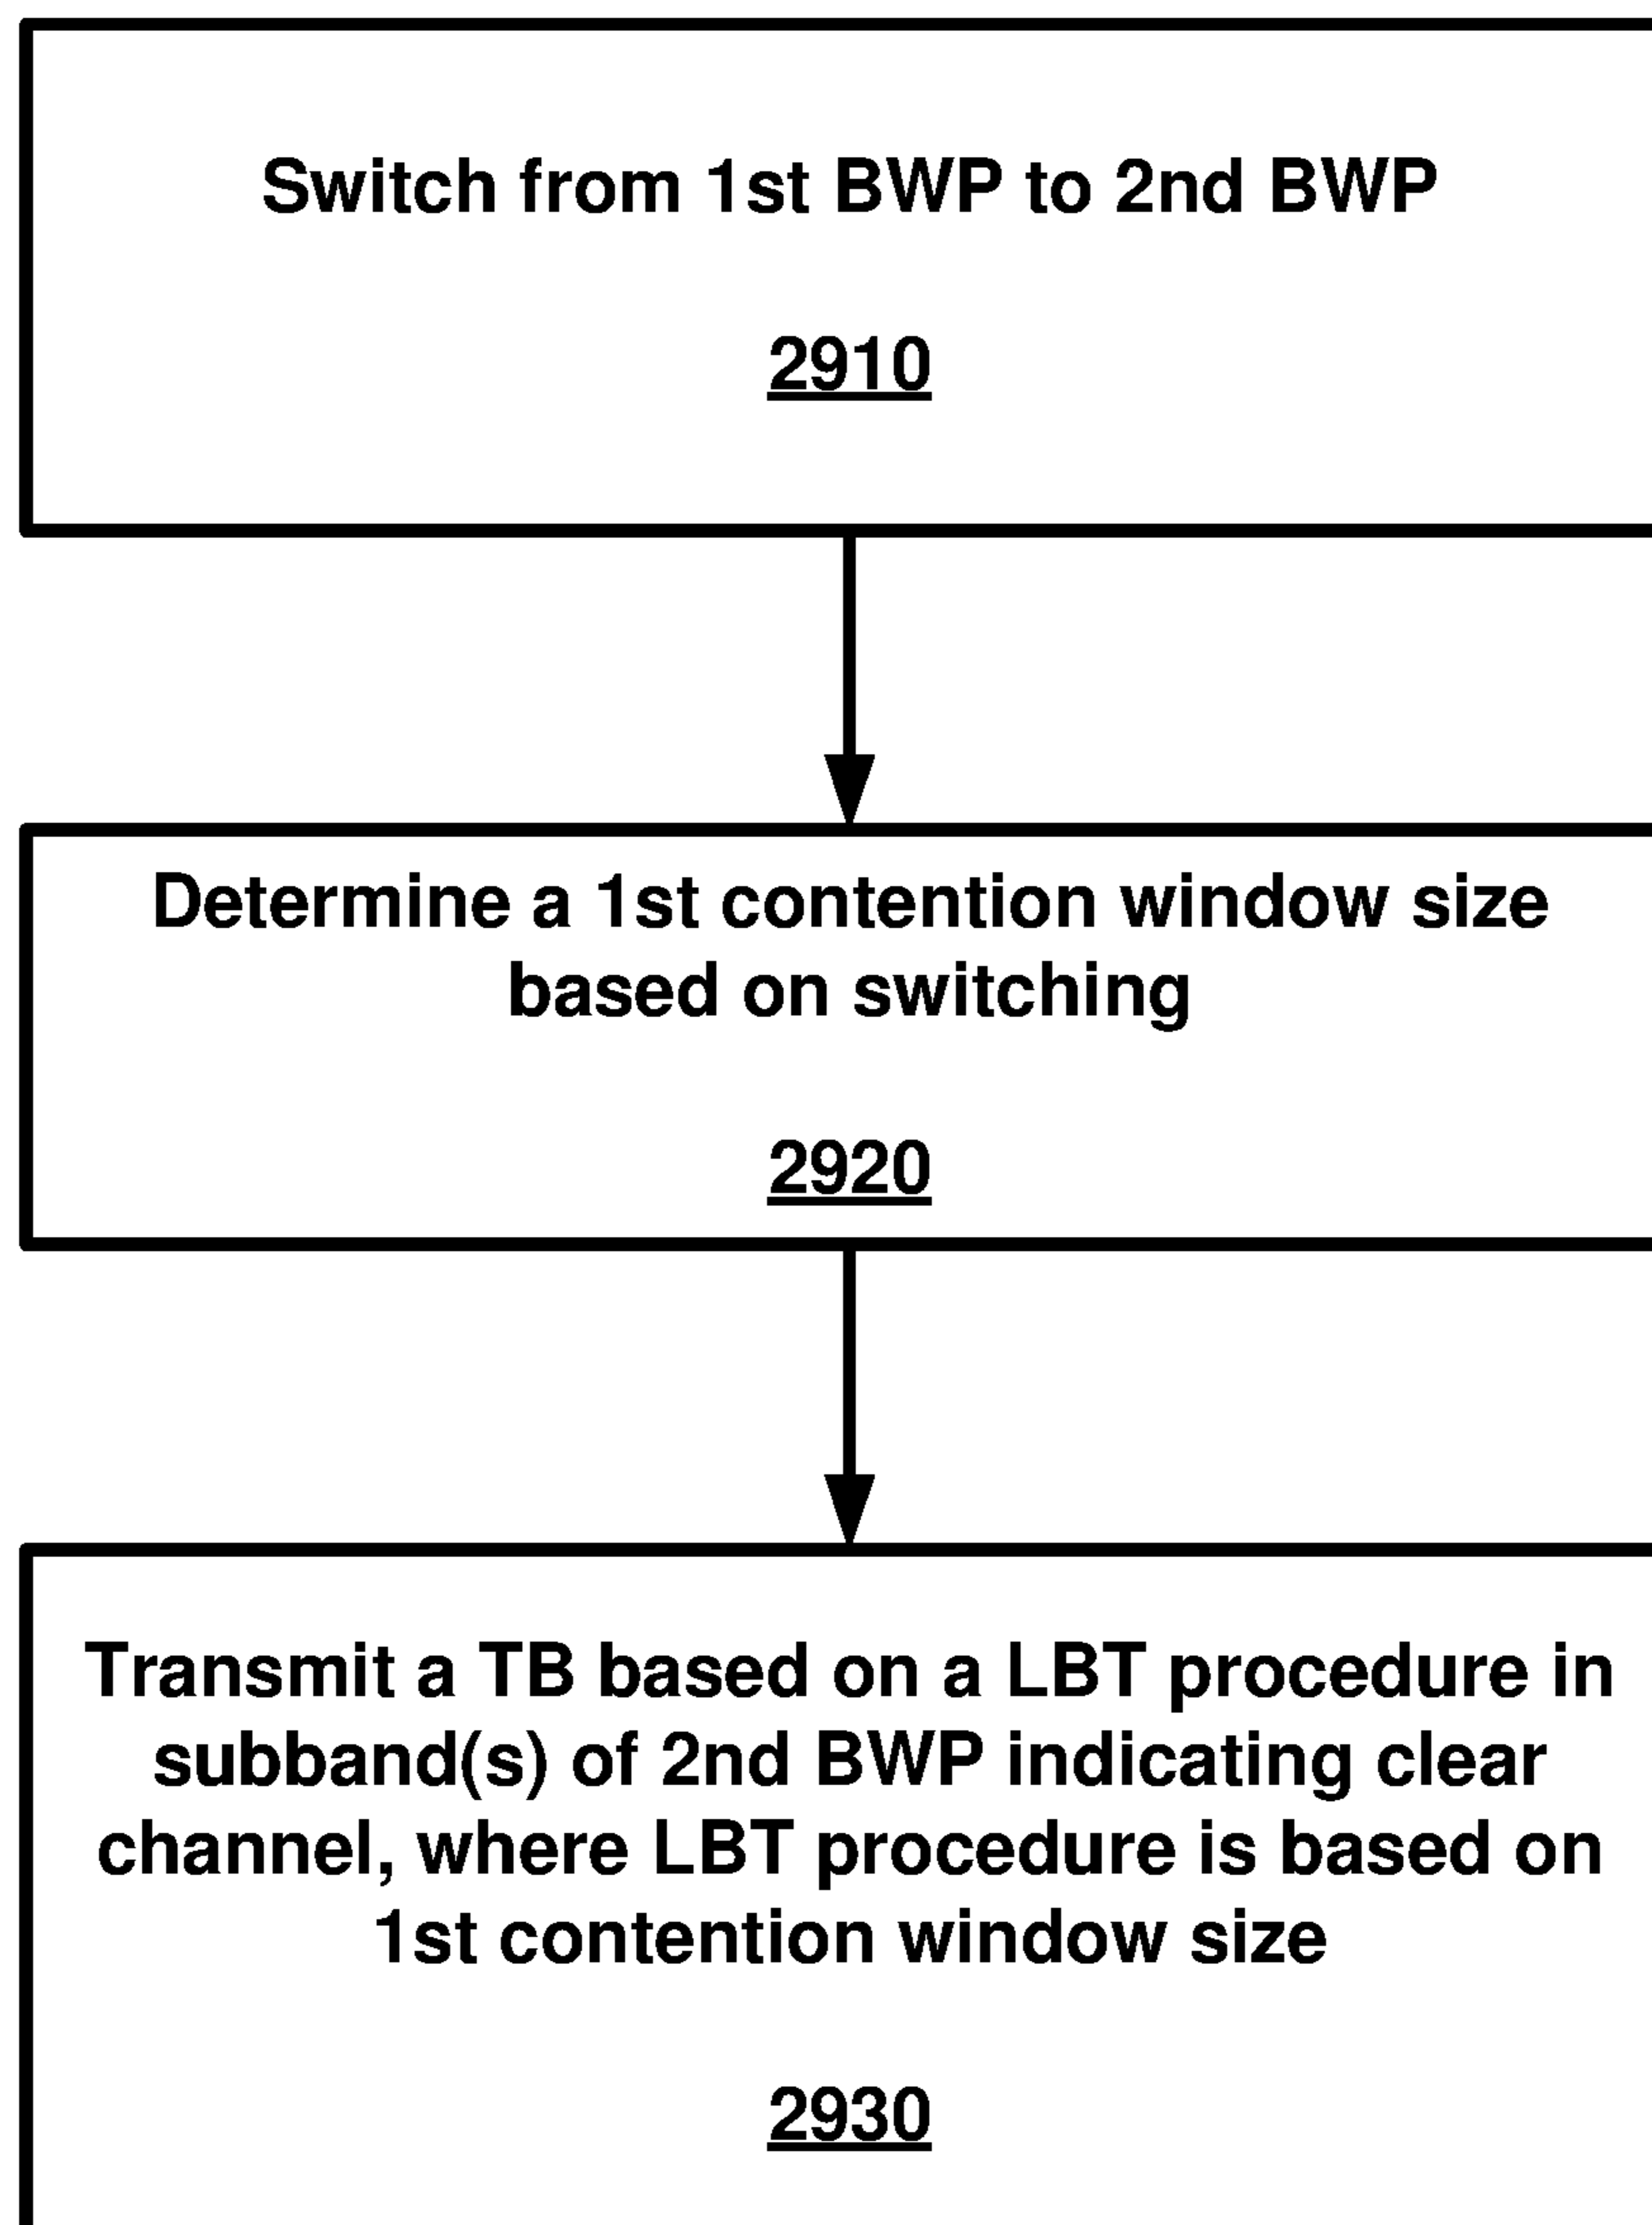 Switch from 1st BWP to 2nd BWP
2910
Determine a 1st contention window size
based on switching
2920
Transmit a TB based on a LBT procedure in
subband(s) of 2nd BWP indicating clear
channel, where LBT procedure is based on
1st contention window size
2930